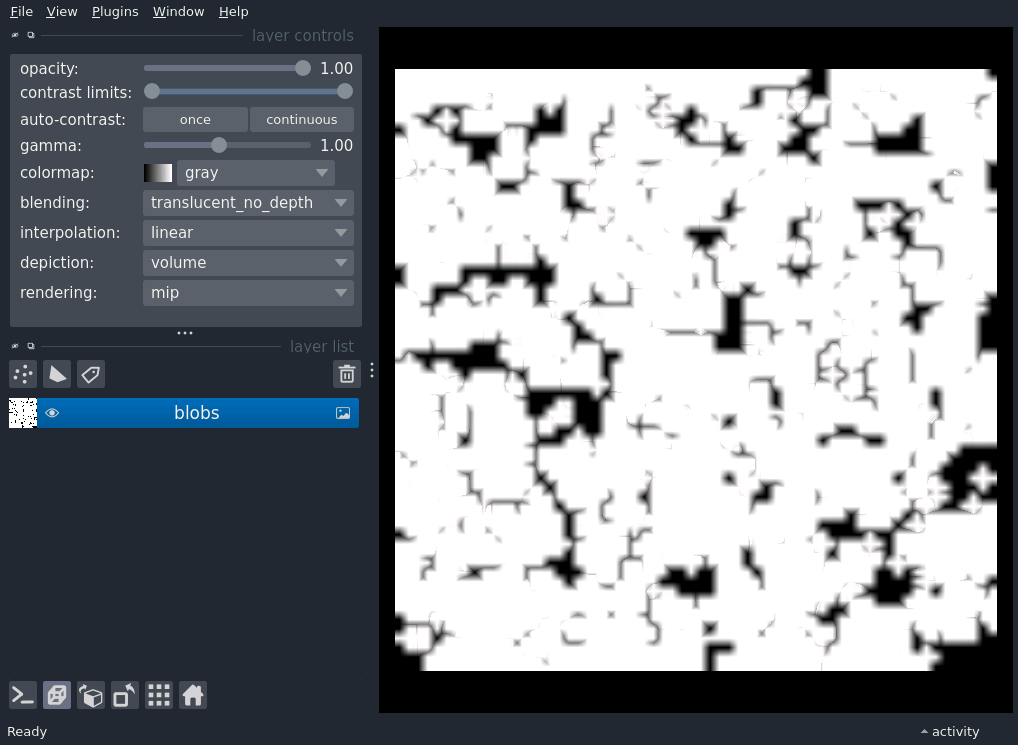 File View Plugins Window Help
layer controls
opacity: 1.00
contrast limits:
auto-contrast: once continuous
gamma: 1.00
colormap: gray
blending: translucent_no_depth
interpolation: linear
depiction: volume
rendering: mip
layer list
blobs
Ready activity